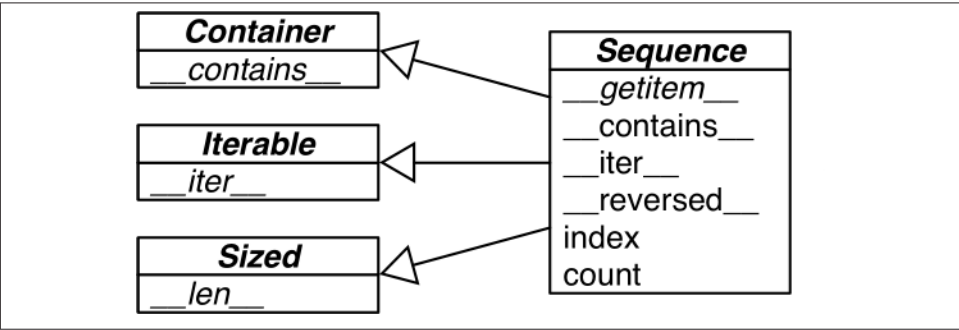 Container
__contains__
Iterable
__iter__
Sized
__len__
Sequence
__getitem__
__contains__
__iter__
__reversed__
index
count